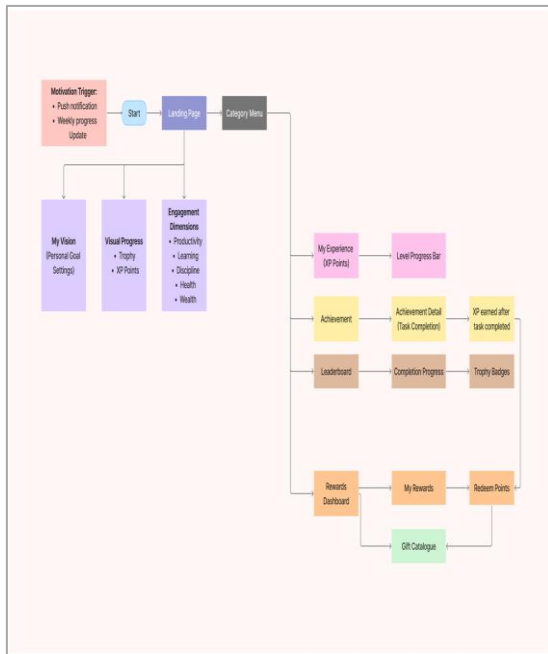 Motivation Trigger:
• Push notification
• Weekly progress
Update
Start
Landing Page
Category Menu
My Vision
(Personal Goal
Settings)
Visual Progress
• Trophy
• XP Points
Engagement
Dimensions
• Productivity
• Learning
• Discipline
• Health
• Wealth
My Experience
(XP Points)
Level Progress
Bar
Achievement
Achievement Detail
(Task Completion)
XP earned after
task completed
Leaderboard
Completion Progress
Trophy Badges
Rewards
Dashboard
My Rewards
Redeem Points
Gift Catalogue